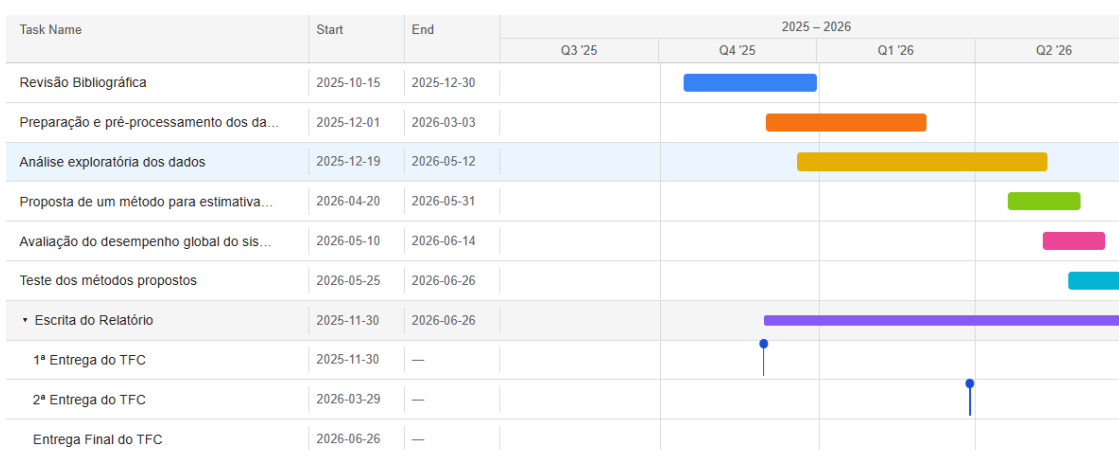 Task Name Start End 2025 – 2026
Q3 '25 Q4 '25 Q1 '26 Q2 '26
Revisão Bibliográfica 2025-10-15 2025-12-30
Preparação e pré-processamento dos da... 2025-12-01 2026-03-03
Análise exploratória dos dados 2025-12-19 2026-05-12
Proposta de um método para estimativa... 2026-04-20 2026-05-31
Avaliação do desempenho global do sis... 2026-05-10 2026-06-14
Teste dos métodos propostos 2026-05-25 2026-06-26
▾ Escrita do Relatório 2025-11-30 2026-06-26
1ª Entrega do TFC 2025-11-30 —
2ª Entrega do TFC 2026-03-29 —
Entrega Final do TFC 2026-06-26 —